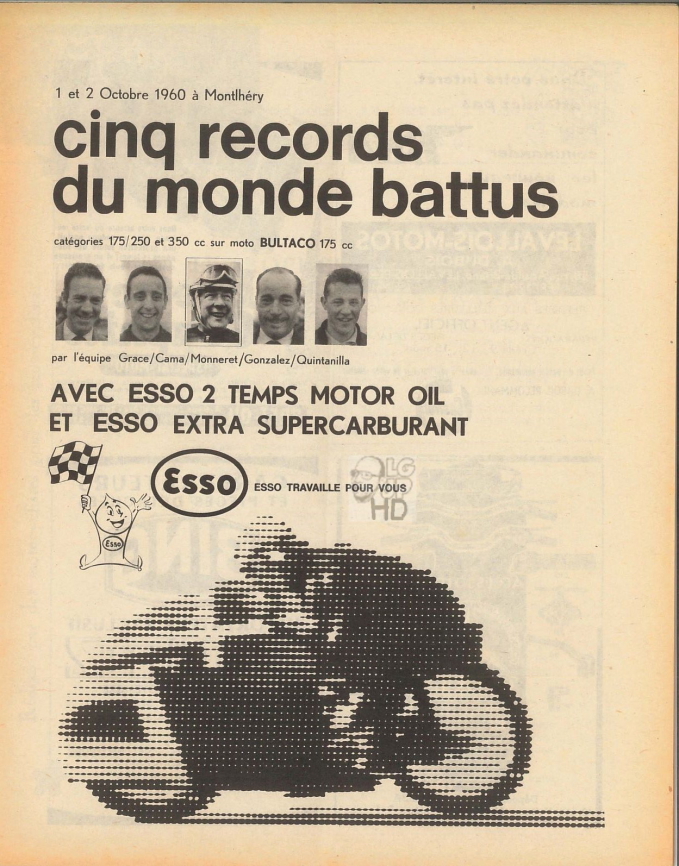 1 et 2 Octobre 1960 à Montlhéry
cinq records
du monde battus
catégories 175/250 et 350 cc sur moto BULTACO 175 cc
par l'équipe Grace/Cama/Monneret/Gonzalez/Quintanilla
AVEC ESSO 2 TEMPS MOTOR OIL
ET ESSO EXTRA SUPERCARBURANT
Esso
ESSO TRAVAILLE POUR VOUS
LG
HD
Esso